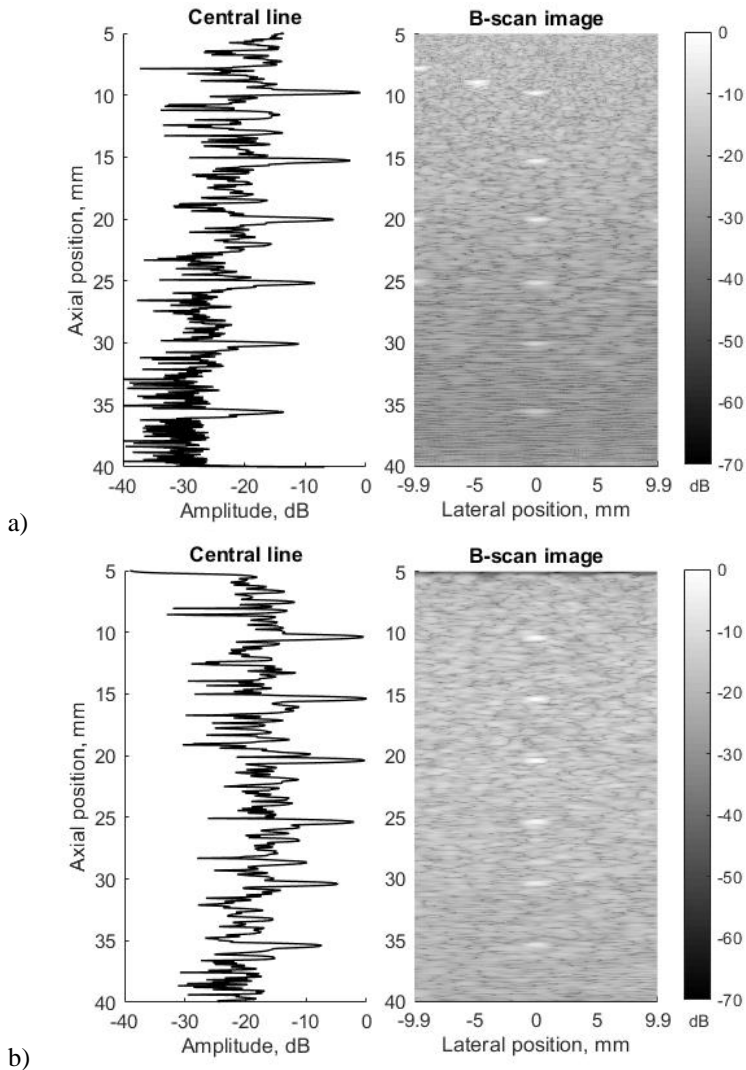 Central line
B-scan image
5
10
15
20
25
30
35
40
Axial position, mm
-40 -30 -20 -10 0
Amplitude, dB
5
10
15
20
25
30
35
40
-9.9 -5 0 5 9.9
Lateral position, mm
0
-10
-20
-30
-40
-50
-60
-70
dB
a)
Central line
B-scan image
5
10
15
20
25
30
35
40
Axial position, mm
-40 -30 -20 -10 0
Amplitude, dB
5
10
15
20
25
30
35
40
-9.9 -5 0 5 9.9
Lateral position, mm
0
-10
-20
-30
-40
-50
-60
-70
dB
b)